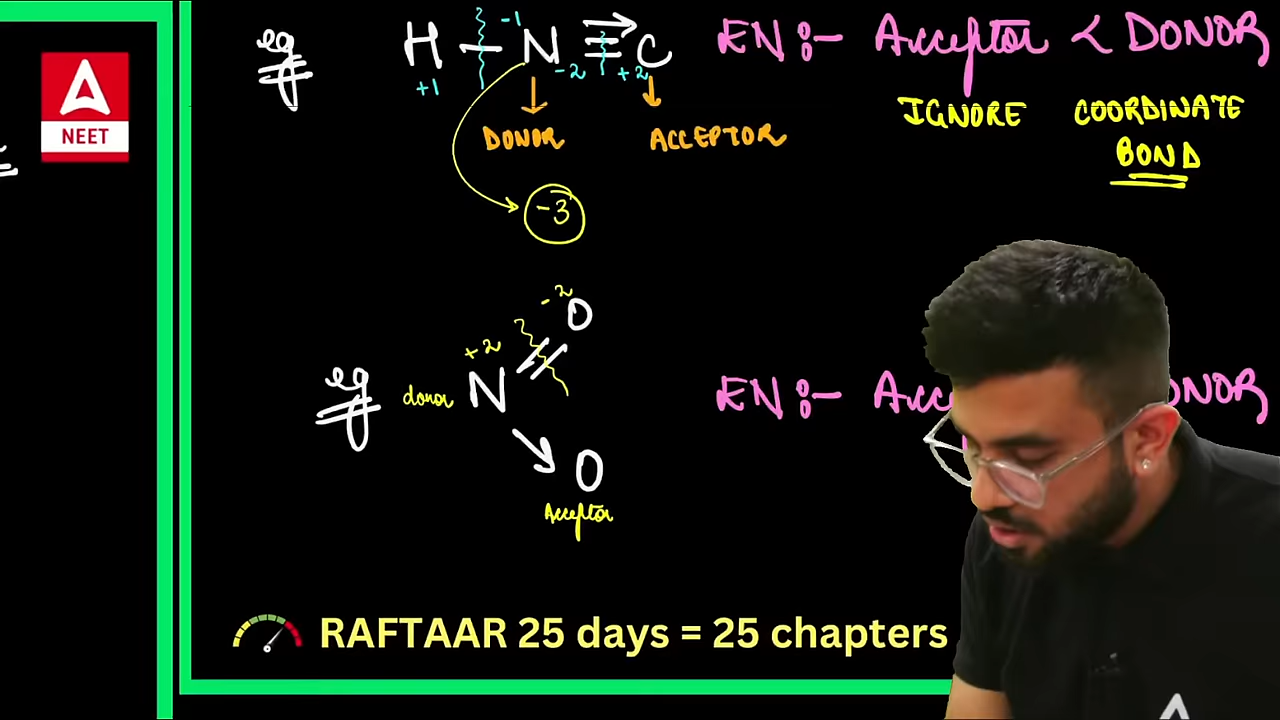 NEET
eg H - N ≡ C
-1
+1 -2 +2
DONOR ACCEPTOR
-3
EN :- Acceptor < DONOR
IGNORE COORDINATE
BOND
-2 O
+2
eg donor N
O
Acceptor
EN :- Acc DONOR
RAFTAAR 25 days = 25 chapters